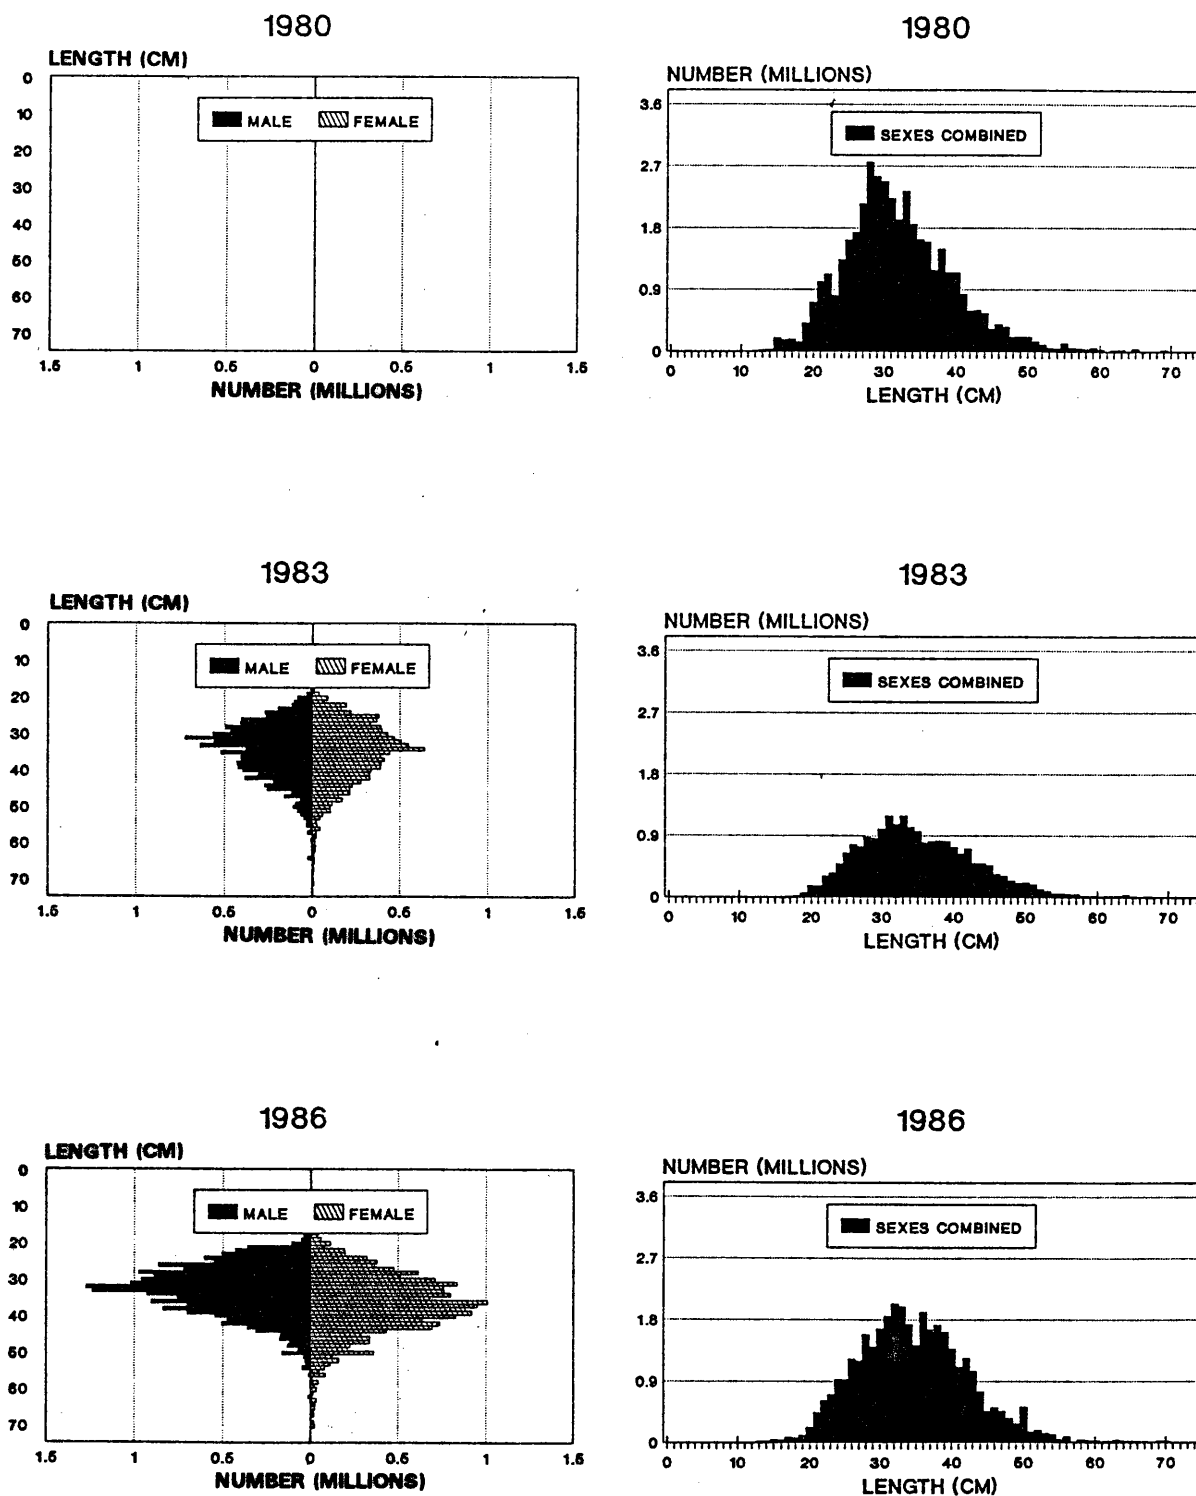 1980
LENGTH (CM)
MALE FEMALE
0
10
20
30
40
50
60
70
1.5 1 0.5 0 0.5 1 1.5
NUMBER (MILLIONS)
1980
NUMBER (MILLIONS)
SEXES COMBINED
3.6
2.7
1.8
0.9
0
0 10 20 30 40 50 60 70
LENGTH (CM)
1983
LENGTH (CM)
MALE FEMALE
0
10
20
30
40
50
60
70
1.5 1 0.5 0 0.5 1 1.5
NUMBER (MILLIONS)
1983
NUMBER (MILLIONS)
SEXES COMBINED
3.6
2.7
1.8
0.9
0
0 10 20 30 40 50 60 70
LENGTH (CM)
1986
LENGTH (CM)
MALE FEMALE
0
10
20
30
40
50
60
70
1.5 1 0.5 0 0.5 1 1.5
NUMBER (MILLIONS)
1986
NUMBER (MILLIONS)
SEXES COMBINED
3.6
2.7
1.8
0.9
0
0 10 20 30 40 50 60 70
LENGTH (CM)